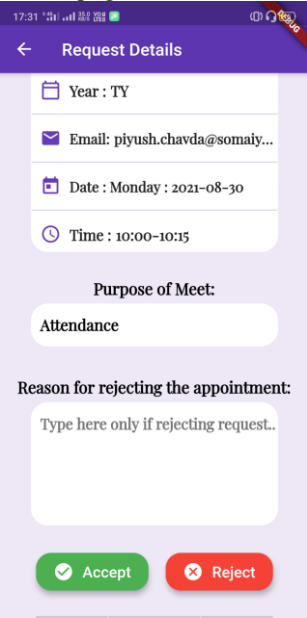 17:31
DEBUG
Request Details
Year : TY
Email: piyush.chavda@somaiy...
Date : Monday : 2021-08-30
Time : 10:00-10:15
Purpose of Meet:
Attendance
Reason for rejecting the appointment:
Type here only if rejecting request..
Accept
Reject